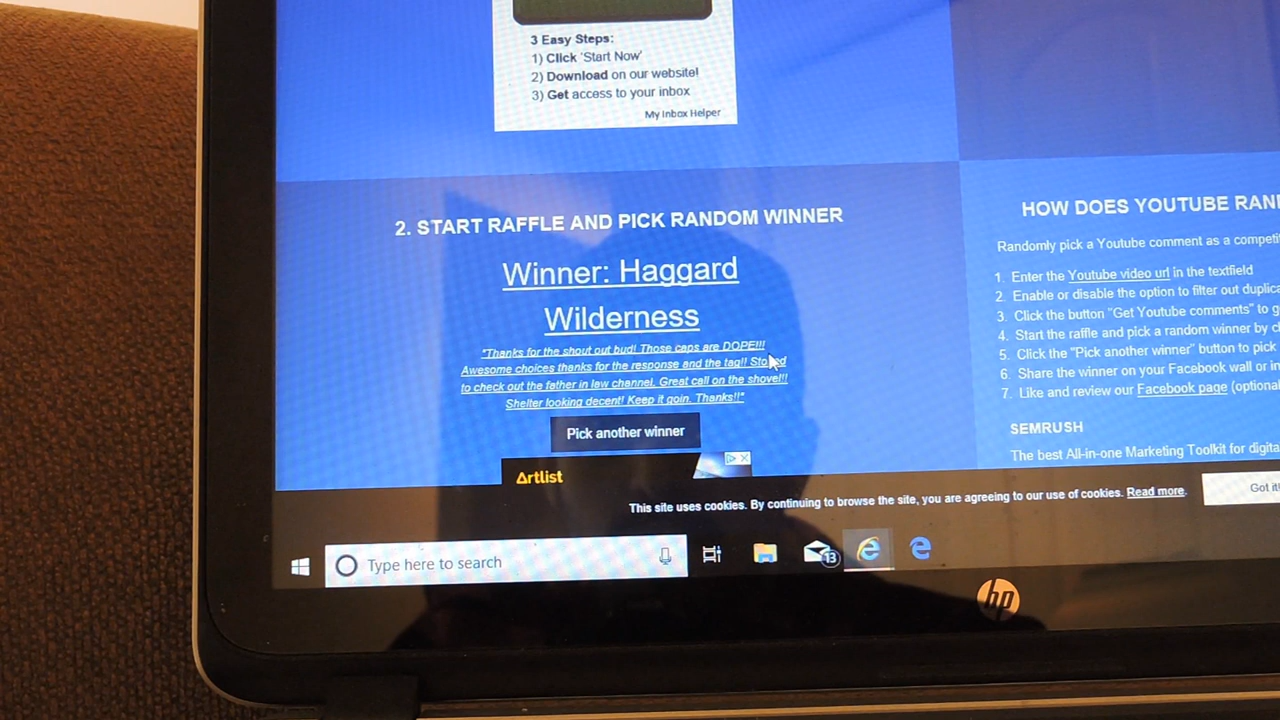 3 Easy Steps:
1) Click 'Start Now'
2) Download on our website!
3) Get access to your inbox
My Inbox Helper
2. START RAFFLE AND PICK RANDOM WINNER
Winner: Haggard
Wilderness
"Thanks for the shout out bud! Those caps are DOPE!!!
Awesome choices thanks for the response and the tag!!
to check out the father in law channel. Great call on the shovel!!
Shelter looking decent! Keep it goin. Thanks!!"
Pick another winner
Artlist
HOW DOES YOUTUBE
Randomly pick a Youtube comment as a
1. Enter the Youtube video url in the textfield
2. Enable or disable the option to filter out
3. Click the button "Get Youtube comments" to
4. Start the raffle and pick a random winner by
5. Click the "Pick another winner" button to pick
6. Share the winner on your Facebook wall or
7. Like and review our Facebook page (optional
SEMRUSH
The best All-in-one Marketing Toolkit for
This site uses cookies. By continuing to browse the site, you are agreeing to our use of cookies. Read more.
Got it!
Type here to search
13
hp